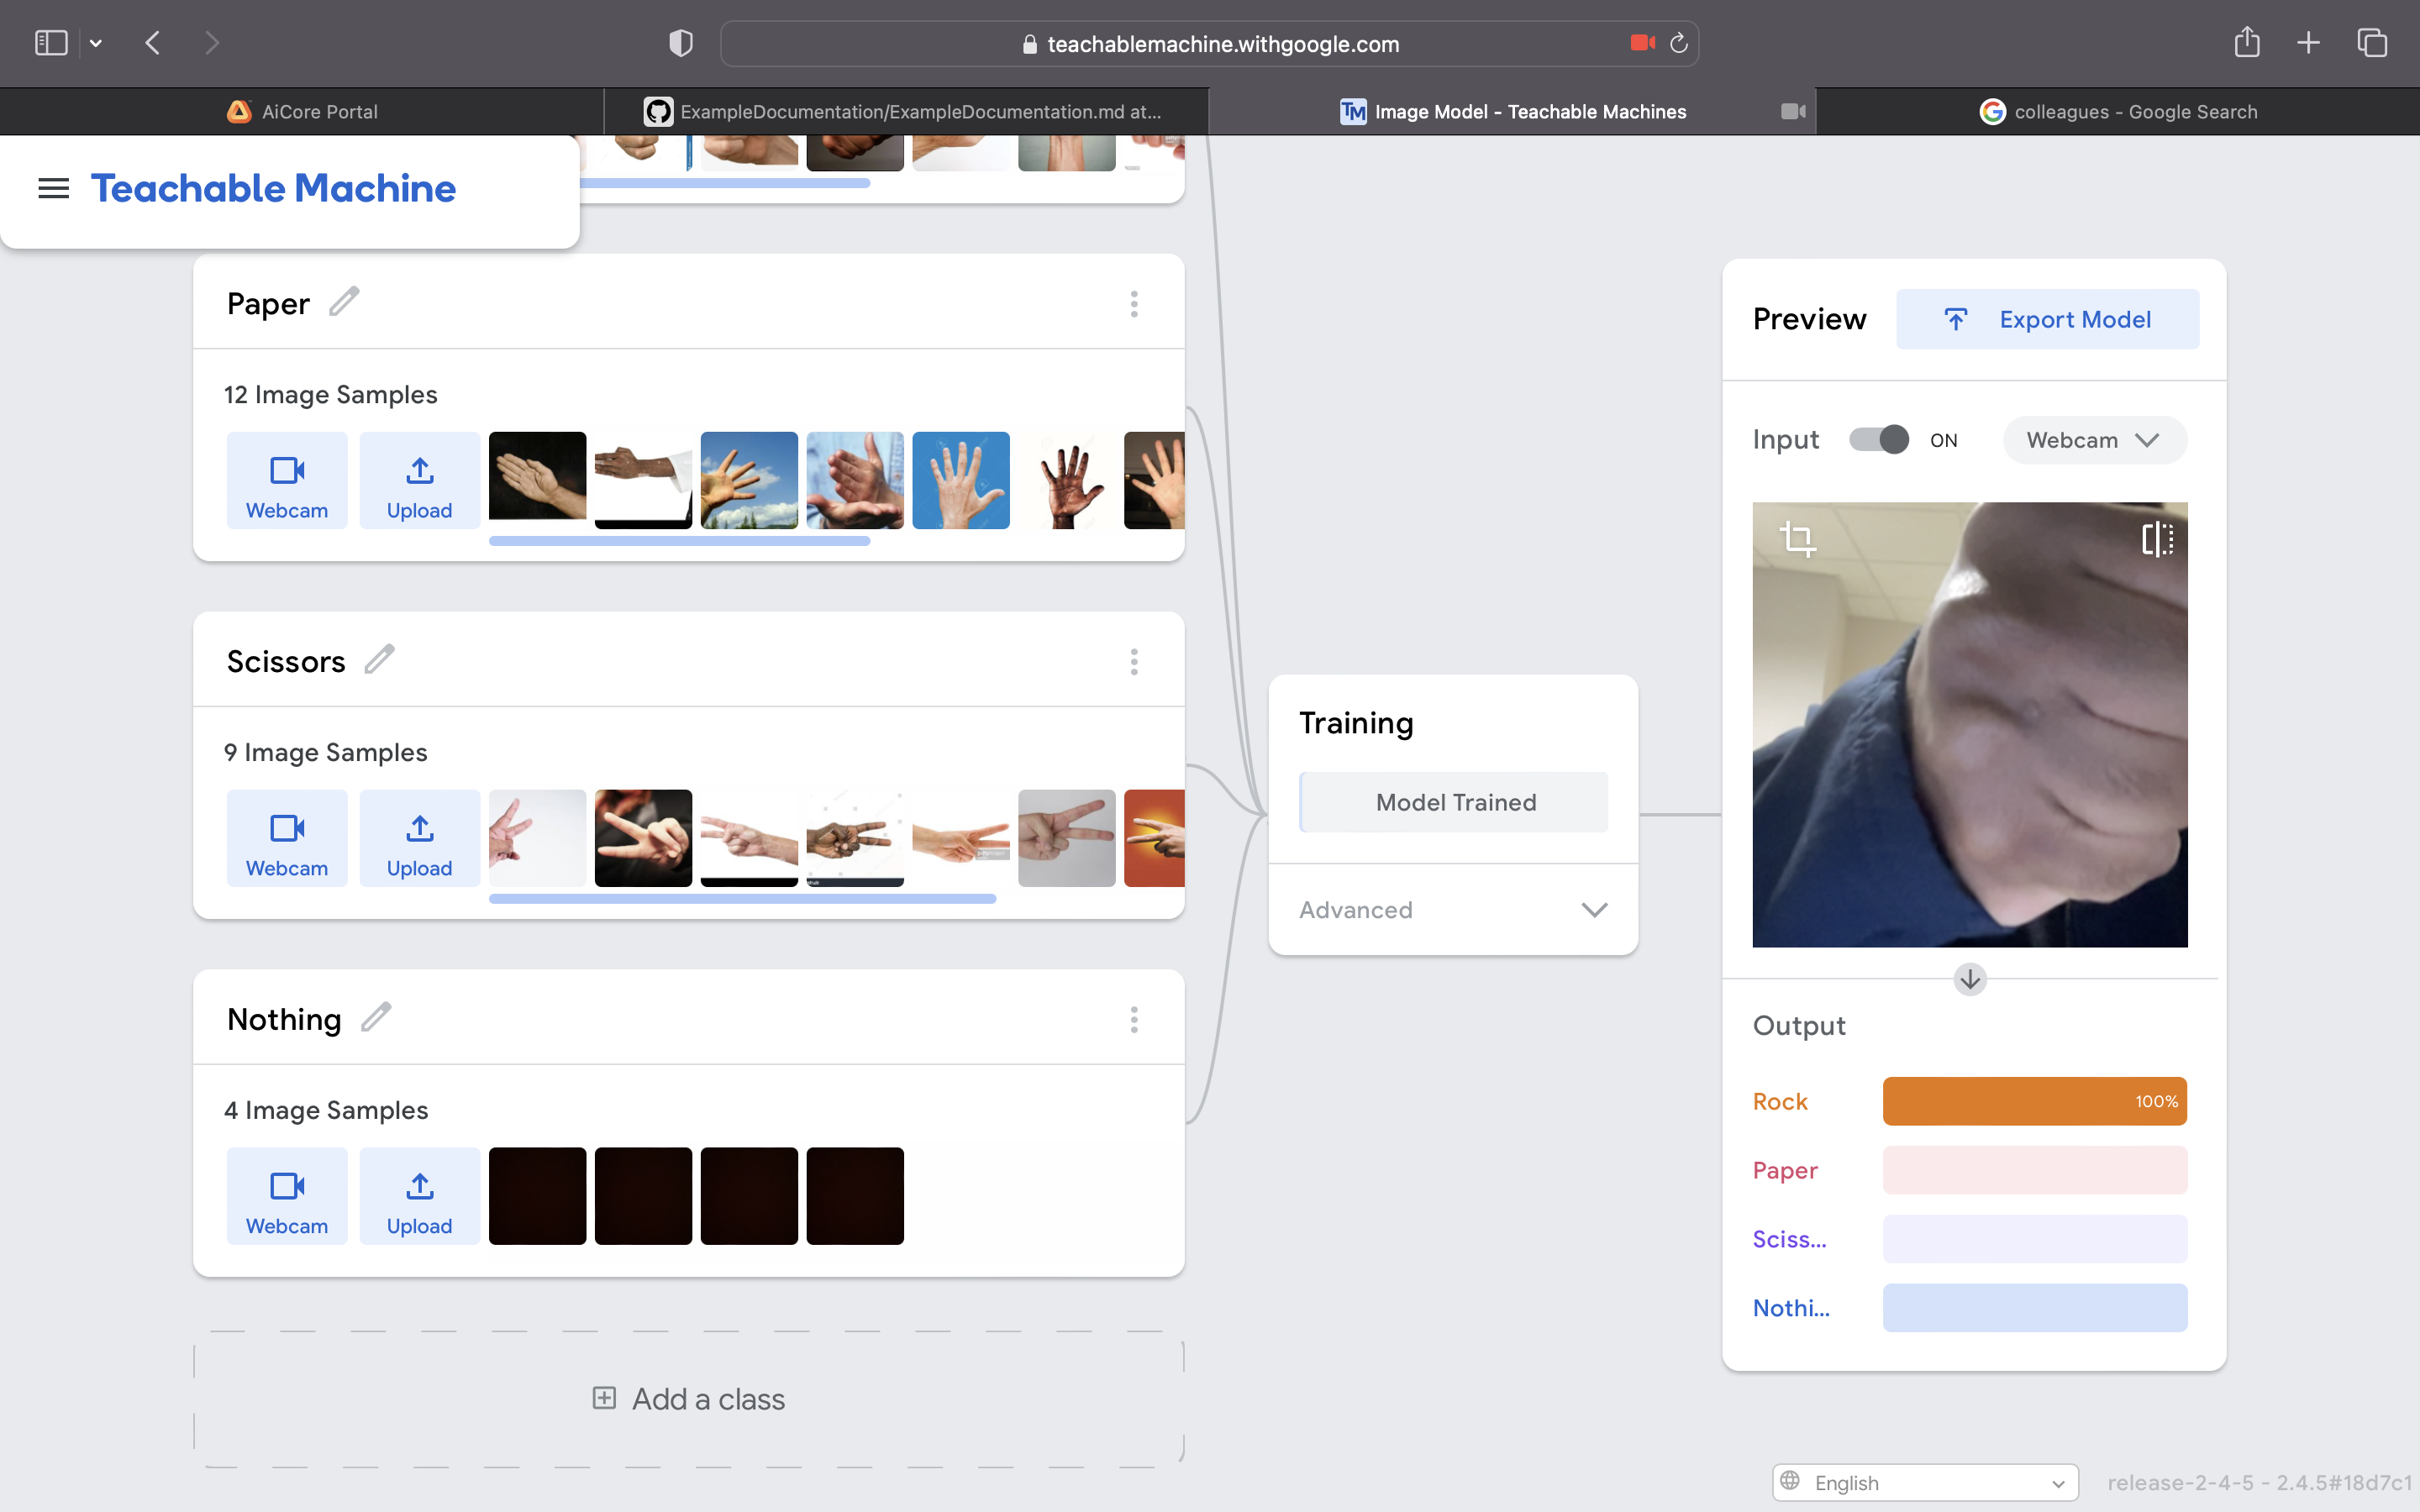 teachablemachine.withgoogle.com
AiCore Portal
ExampleDocumentation/ExampleDocumentation.md at...
TM Image Model - Teachable Machines
G colleagues - Google Search
Teachable Machine
Paper
12 Image Samples
Webcam
Upload
Scissors
9 Image Samples
Webcam
Upload
Nothing
4 Image Samples
Webcam
Upload
Add a class
Training
Model Trained
Advanced
Preview
Export Model
Input
ON
Webcam
Output
Rock
100%
Paper
Sciss...
Nothi...
English
release-2-4-5 - 2.4.5#18d7c1